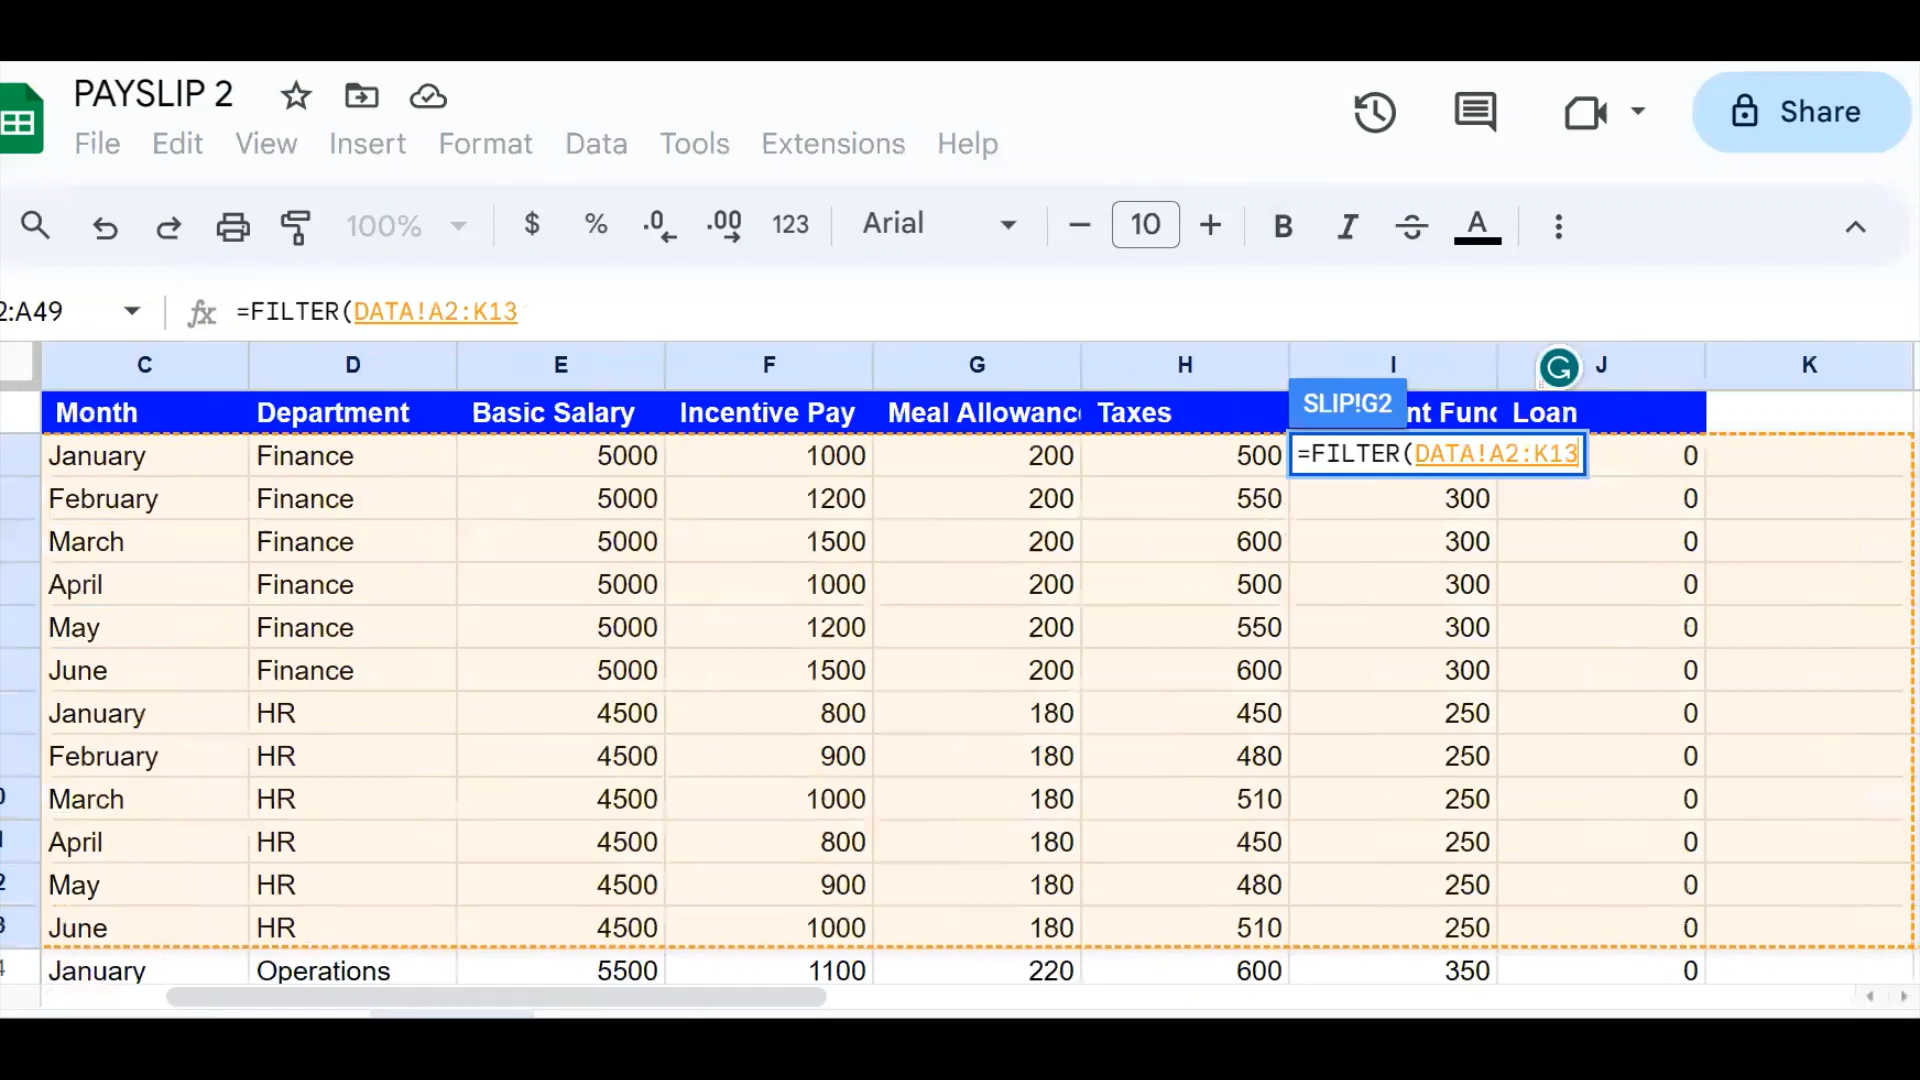 PAYSLIP 2
File Edit View Insert Format Data Tools Extensions Help
Share
100% $ % .0 .00 123 Arial 10 B I S A
2:A49 fx =FILTER(DATA!A2:K13
C D E F G H I J K
Month Department Basic Salary Incentive Pay Meal Allowanc Taxes SLIP!G2 nt Func Loan
January Finance 5000 1000 200 500 =FILTER(DATA!A2:K13 0
February Finance 5000 1200 200 550 300 0
March Finance 5000 1500 200 600 300 0
April Finance 5000 1000 200 500 300 0
May Finance 5000 1200 200 550 300 0
June Finance 5000 1500 200 600 300 0
January HR 4500 800 180 450 250 0
February HR 4500 900 180 480 250 0
0 March HR 4500 1000 180 510 250 0
1 April HR 4500 800 180 450 250 0
2 May HR 4500 900 180 480 250 0
3 June HR 4500 1000 180 510 250 0
4 January Operations 5500 1100 220 600 350 0